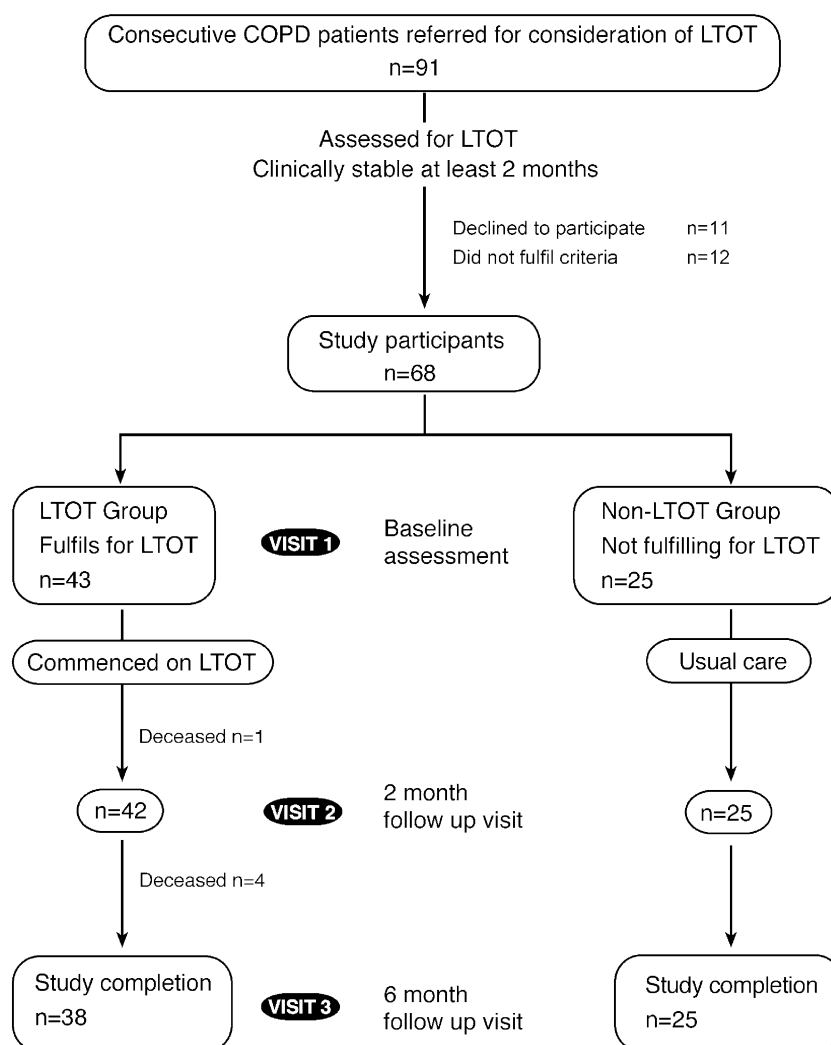 Consecutive COPD patients referred for consideration of LTOT
n=91
Assessed for LTOT
Clinically stable at least 2 months
Declined to participate n=11
Did not fulfil criteria n=12
Study participants
n=68
LTOT Group
Fulfils for LTOT
n=43
VISIT 1
Baseline
assessment
Non-LTOT Group
Not fulfilling for LTOT
n=25
Commenced on LTOT
Usual care
Deceased n=1
n=42
VISIT 2
2 month
follow up visit
n=25
Deceased n=4
Study completion
n=38
VISIT 3
6 month
follow up visit
Study completion
n=25